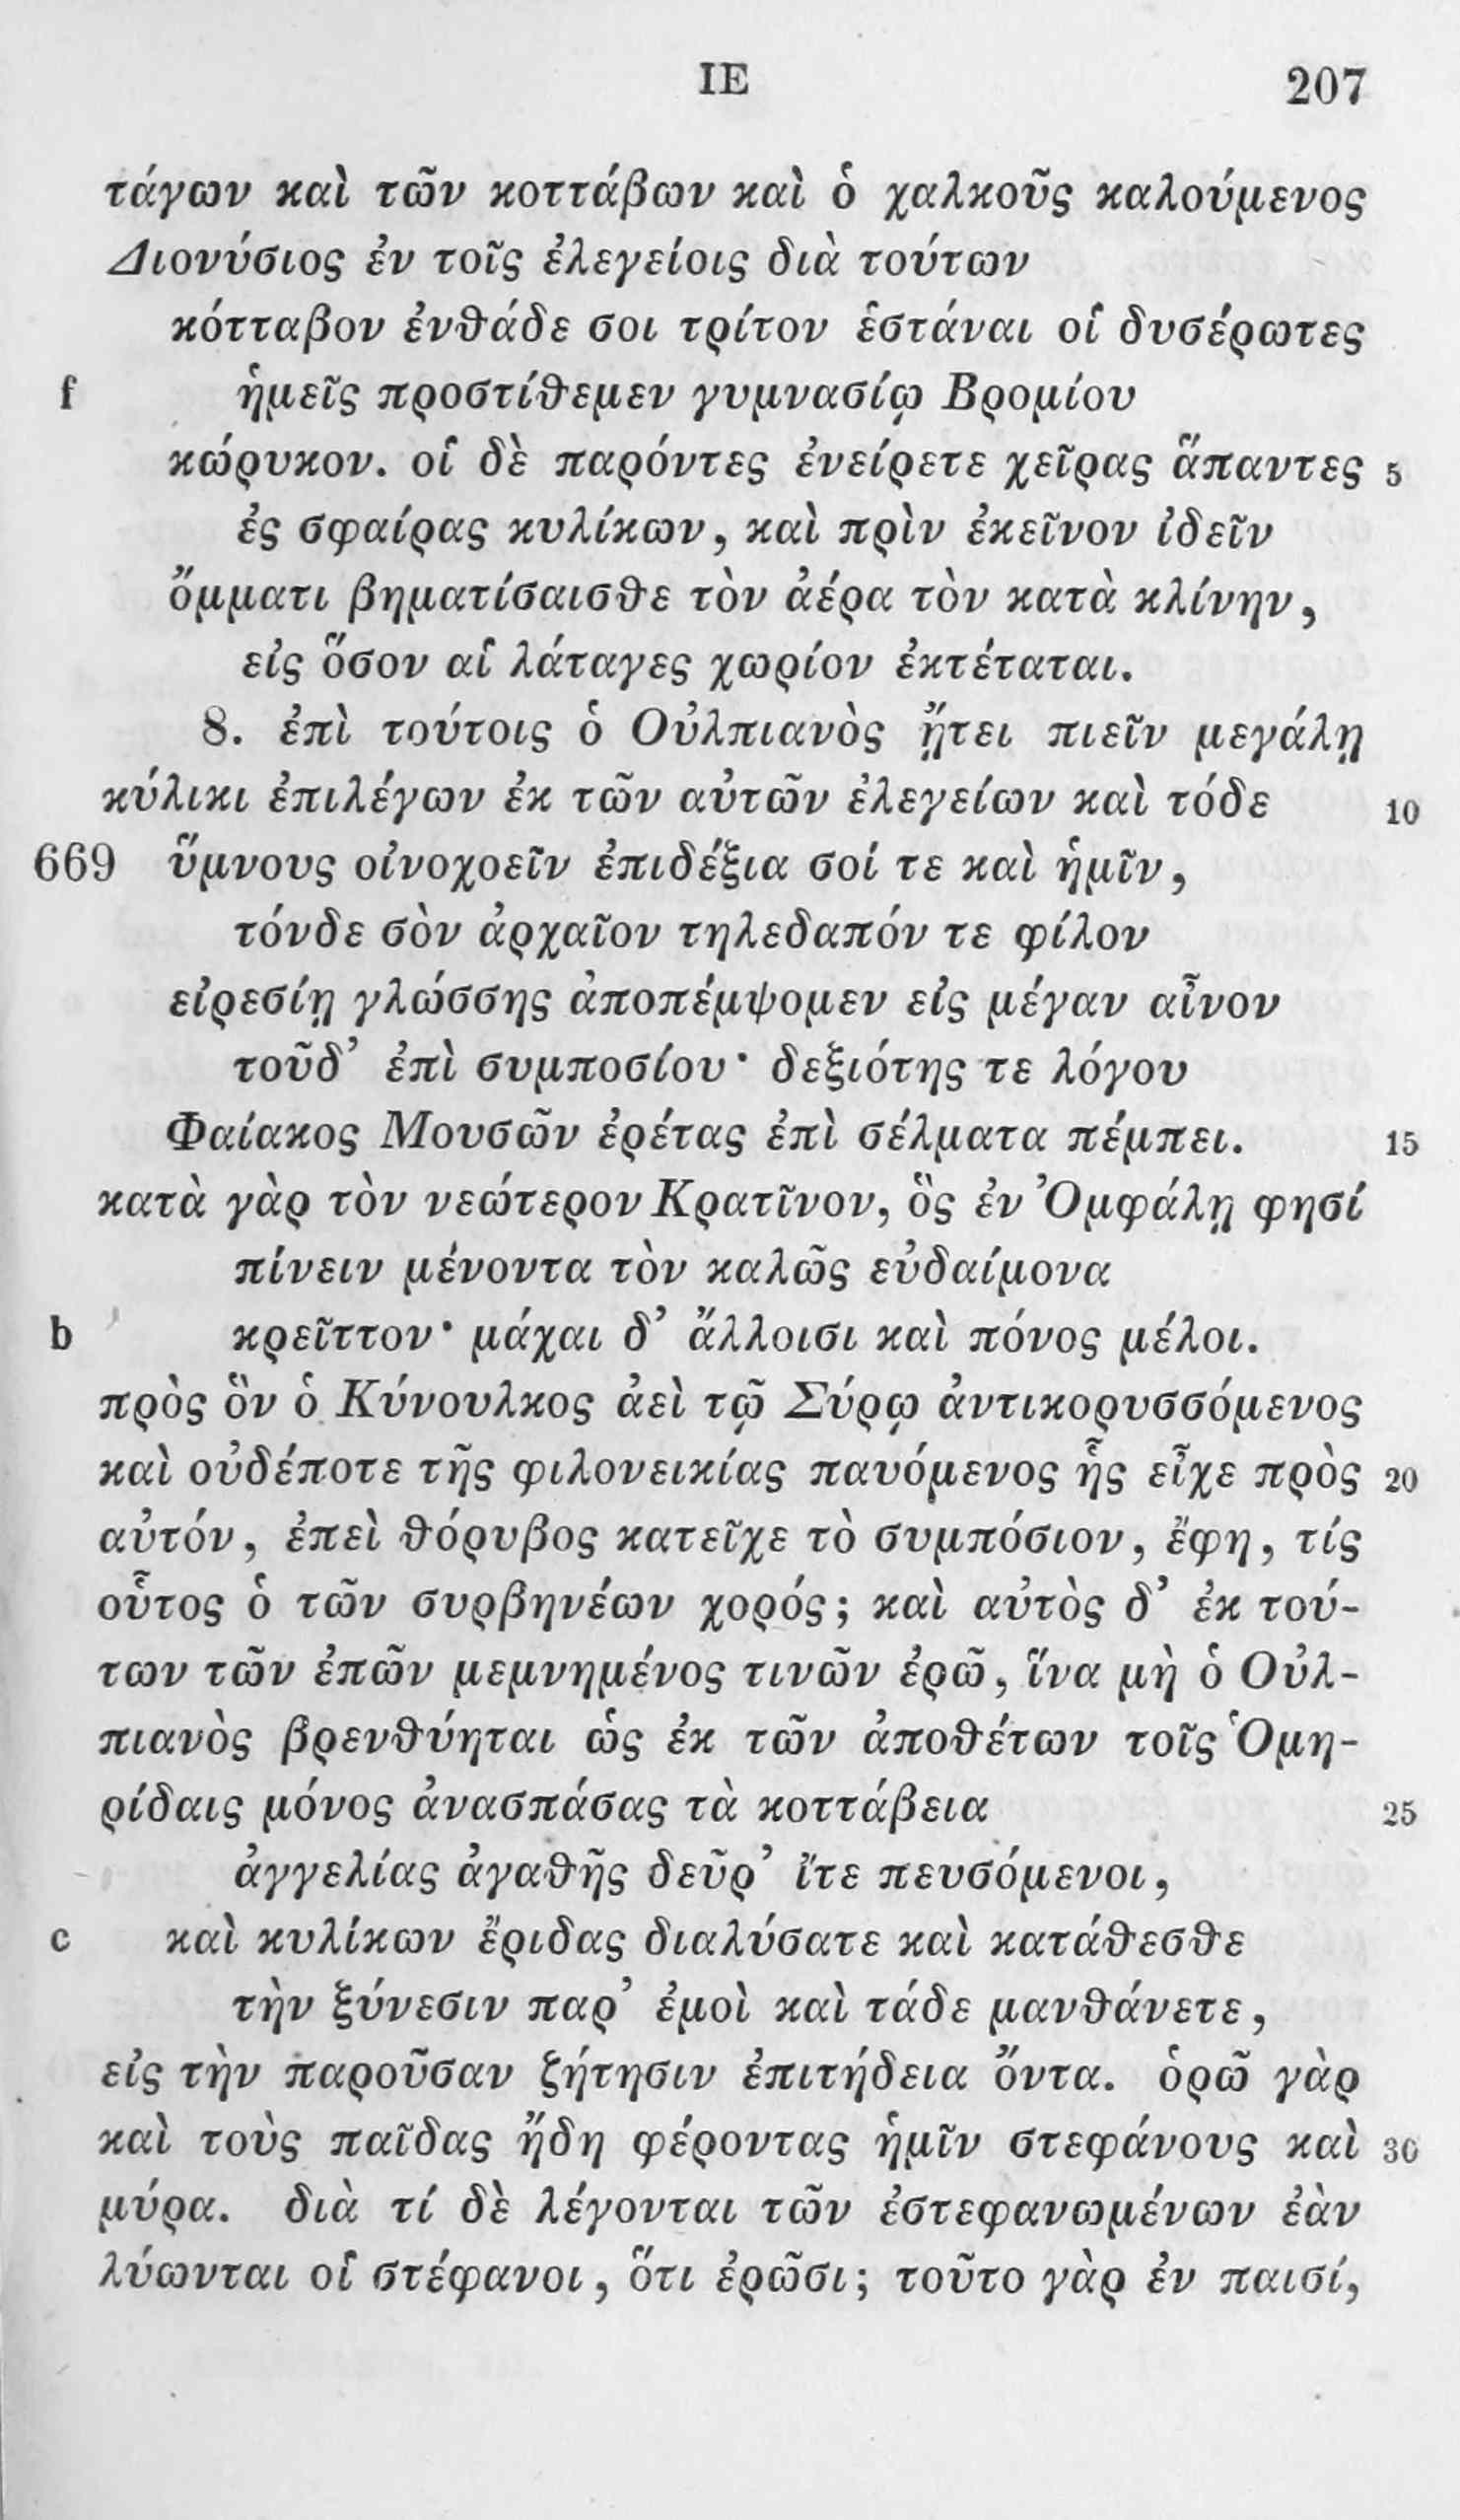 ΙΕ 207
τάγων καὶ τῶν κοττάβων καὶ ὁ χαλκοῦς καλούμενος
Διονύσιος ἐν τοῖς ἐλεγείοις διὰ τούτων
κότταβον ἐνθάδε σοι τρίτον ἑστάναι οἱ δυσέρωτες
f ἡμεῖς προστίθεμεν γυμνασίῳ Βρομίου
κώρυκον. οἱ δὲ παρόντες ἐνείρετε χεῖρας ἅπαντες 5
ἐς σφαίρας κυλίκων, καὶ πρὶν ἐκεῖνον ἰδεῖν
ὄμματι βηματίσαισθε τὸν ἀέρα τὸν κατὰ κλίνην,
εἰς ὅσον αἱ λάταγες χωρίον ἐκτέταται.
8. ἐπὶ τούτοις ὁ Οὐλπιανὸς ᾔτει πιεῖν μεγάλῃ
κύλικι ἐπιλέγων ἐκ τῶν αὐτῶν ἐλεγείων καὶ τόδε 10
669 ὕμνους οἰνοχοεῖν ἐπιδέξια σοί τε καὶ ἡμῖν,
τόνδε σὸν ἀρχαῖον τηλεδαπόν τε φίλον
εἰρεσίῃ γλώσσης ἀποπέμψομεν εἰς μέγαν αἶνον
τοῦδ’ ἐπὶ συμποσίου· δεξιότης τε λόγου
Φαίακος Μουσῶν ἐρέτας ἐπὶ σέλματα πέμπει. 15
κατὰ γὰρ τὸν νεώτερον Κρατῖνον, ὃς ἐν Ὀμφάλῃ φησί
πίνειν μένοντα τὸν καλῶς εὐδαίμονα
b κρεῖττον· μάχαι δ’ ἄλλοισι καὶ πόνος μέλοι.
πρὸς ὃν ὁ Κύνουλκος ἀεὶ τῷ Σύρῳ ἀντικορυσσόμενος
καὶ οὐδέποτε τῆς φιλονεικίας παυόμενος ἧς εἶχε πρὸς 20
αὐτόν, ἐπεὶ θόρυβος κατεῖχε τὸ συμπόσιον, ἔφη, τίς
οὗτος ὁ τῶν συρβηνέων χορός; καὶ αὐτὸς δ’ ἐκ τού-
των τῶν ἐπῶν μεμνημένος τινῶν ἐρῶ, ἵνα μὴ ὁ Οὐλ-
πιανὸς βρενθύηται ὡς ἐκ τῶν ἀποθέτων τοῖς Ὁμη-
ρίδαις μόνος ἀνασπάσας τὰ κοττάβεια 25
ἀγγελίας ἀγαθῆς δεῦρ’ ἴτε πευσόμενοι,
c καὶ κυλίκων ἔριδας διαλύσατε καὶ κατάθεσθε
τὴν ξύνεσιν παρ’ ἐμοὶ καὶ τάδε μανθάνετε,
εἰς τὴν παροῦσαν ζήτησιν ἐπιτήδεια ὄντα. ὁρῶ γὰρ
καὶ τοὺς παῖδας ἤδη φέροντας ἡμῖν στεφάνους καὶ 30
μύρα. διὰ τί δὲ λέγονται τῶν ἐστεφανωμένων ἐὰν
λύωνται οἱ στέφανοι, ὅτι ἐρῶσι; τοῦτο γὰρ ἐν παισί,